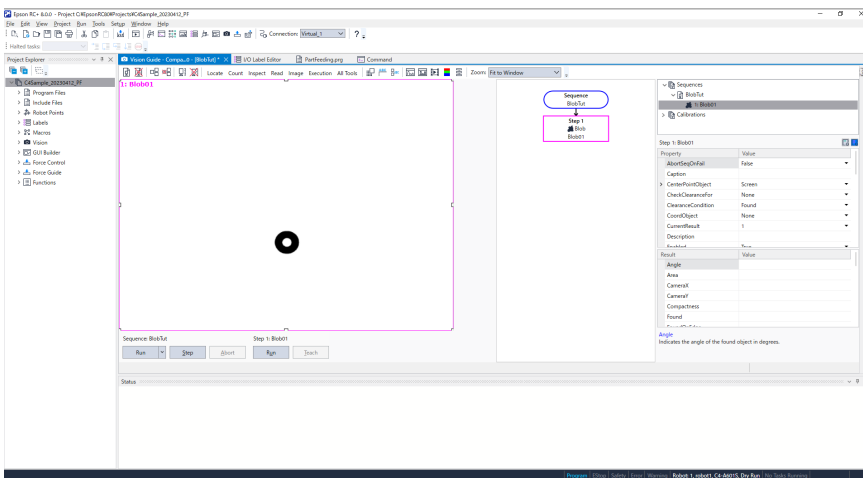 Epson RC+ 8.0.0 - Project C:\EpsonRC80\Projects\C4Sample_20230412_PF
File Edit View Project Run Tools Setup Window Help
Connection: Virtual_1
Halted tasks:
Project Explorer
C4Sample_20230412_PF
Program Files
Include Files
Robot Points
Labels
Macros
Vision
GUI Builder
Force Control
Force Guide
Functions
Vision Guide - Compa...0 - [BlobTut] *
I/O Label Editor
PartFeeding.prg
Command
Locate Count Inspect Read Image Execution All Tools
Zoom: Fit to Window
1: Blob01
Sequence
BlobTut
Step 1
Blob
Blob01
Sequences
BlobTut
1: Blob01
Calibrations
Step 1: Blob01
Property Value
AbortSeqOnFail False
Caption
CenterPointObject Screen
CheckClearanceFor None
ClearanceCondition Found
CoordObject None
CurrentResult 1
Description
Enabled True
Result Value
Angle
Area
CameraX
CameraY
Compactness
Found
FoundOnEdge
Angle
Indicates the angle of the found object in degrees.
Sequence: BlobTut
Run Step Abort
Step 1: Blob01
Run Teach
Status
Program EStop Safety Error Warning Robot: 1, robot1, C4-A601S, Dry Run No Tasks Running